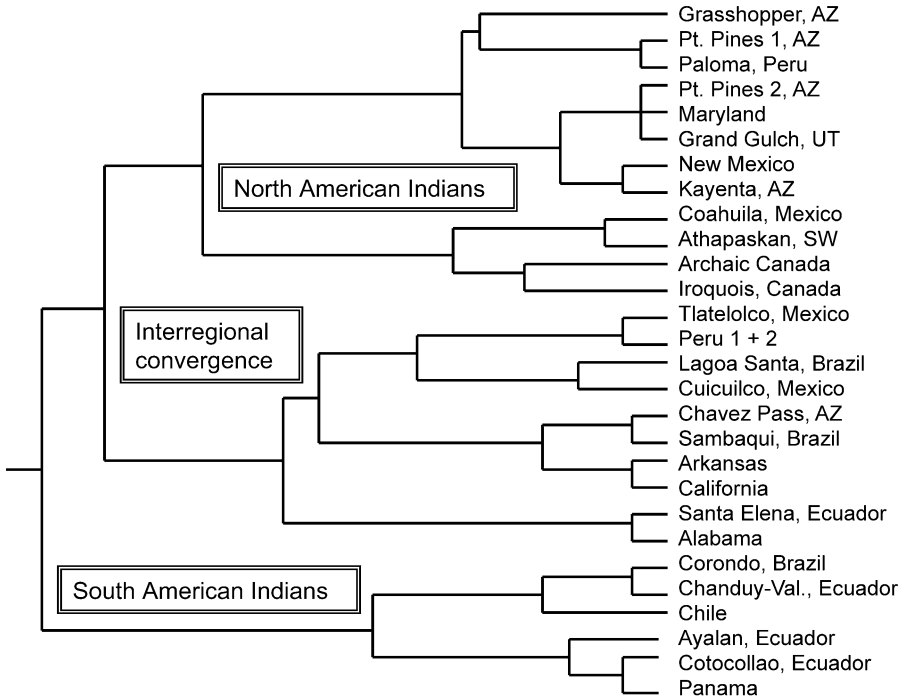 Grasshopper, AZ
Pt. Pines 1, AZ
Paloma, Peru
Pt. Pines 2, AZ
Maryland
Grand Gulch, UT
New Mexico
North American Indians
Kayenta, AZ
Coahuila, Mexico
Athapaskan, SW
Archaic Canada
Iroquois, Canada
Tlatelolco, Mexico
Interregional
convergence
Peru 1 + 2
Lagoa Santa, Brazil
Cuicuilco, Mexico
Chavez Pass, AZ
Sambaqui, Brazil
Arkansas
California
Santa Elena, Ecuador
Alabama
Corondo, Brazil
South American Indians
Chanduy-Val., Ecuador
Chile
Ayalan, Ecuador
Cotocollao, Ecuador
Panama